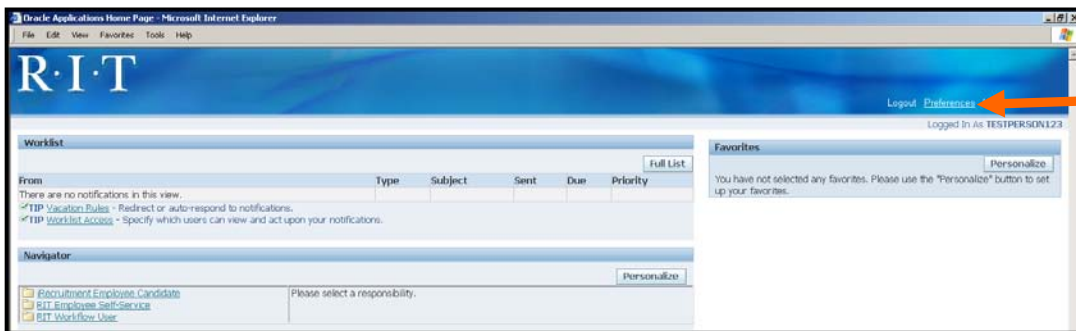 Oracle Applications Home Page - Microsoft Internet Explorer
File Edit View Favorites Tools Help
R·I·T
Logout Preferences
Logged In As TESTPERSON123
Worklist
Full List
From Type Subject Sent Due Priority
There are no notifications in this view.
TIP Vacation Rules - Redirect or auto-respond to notifications.
TIP Worklist Access - Specify which users can view and act upon your notifications.
Favorites
Personalize
You have not selected any favorites. Please use the "Personalize" button to set
up your favorites.
Navigator
Personalize
iRecruitment Employee Candidate
RIT Employee Self-Service
RIT Workflow User
Please select a responsibility.